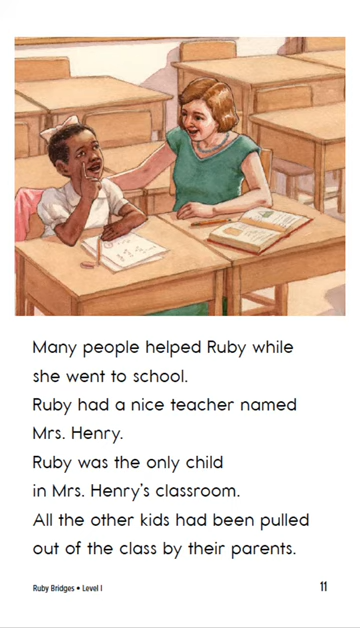 Many people helped Ruby while
she went to school.
Ruby had a nice teacher named
Mrs. Henry.
Ruby was the only child
in Mrs. Henry's classroom.
All the other kids had been pulled
out of the class by their parents.
Ruby Bridges • Level I
11